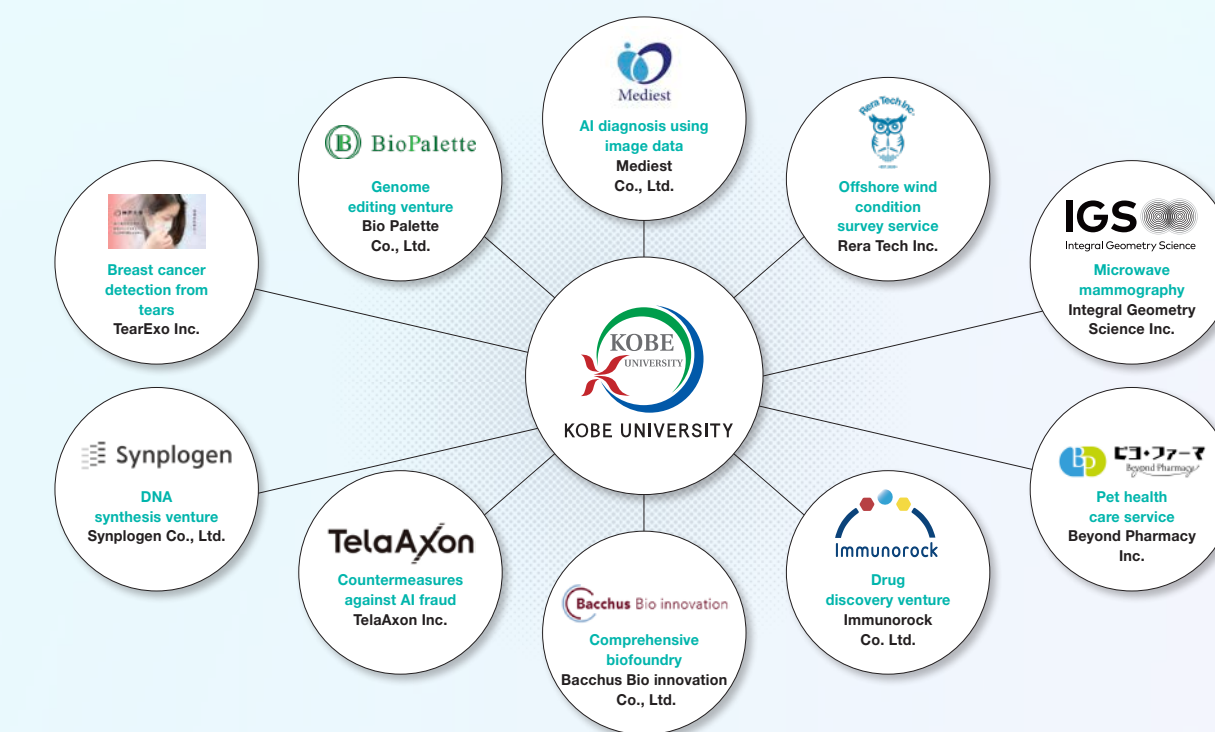 Mediest
AI diagnosis using
image data
Mediest
Co., Ltd.
BioPalette
Genome
editing venture
Bio Palette
Co., Ltd.
Rera Tech Inc.
Offshore wind
condition
survey service
Rera Tech Inc.
Breast cancer
detection from
tears
TearExo Inc.
IGS
Integral Geometry Science
Microwave
mammography
Integral Geometry
Science Inc.
KOBE
UNIVERSITY
KOBE UNIVERSITY
Synplogen
DNA
synthesis venture
Synplogen Co., Ltd.
ビヨ・ファーマ
Beyond Pharmacy
Pet health
care service
Beyond Pharmacy
Inc.
TelaAxon
Countermeasures
against AI fraud
TelaAxon Inc.
Immunorock
Drug
discovery venture
Immunorock
Co. Ltd.
Bacchus Bio innovation
Comprehensive
biofoundry
Bacchus Bio innovation
Co., Ltd.